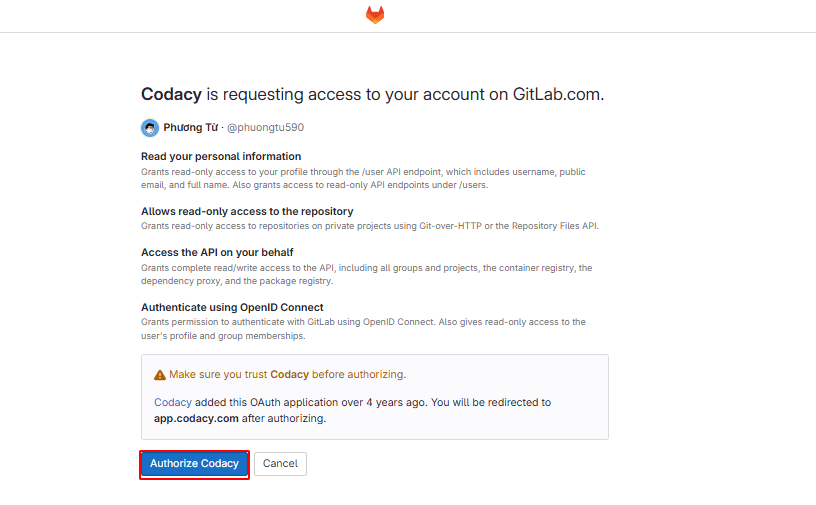 Codacy is requesting access to your account on GitLab.com.
Phương Từ · @phuongtu590
Read your personal information
Grants read-only access to your profile through the /user API endpoint, which includes username, public
email, and full name. Also grants access to read-only API endpoints under /users.
Allows read-only access to the repository
Grants read-only access to repositories on private projects using Git-over-HTTP or the Repository Files API.
Access the API on your behalf
Grants complete read/write access to the API, including all groups and projects, the container registry, the
dependency proxy, and the package registry.
Authenticate using OpenID Connect
Grants permission to authenticate with GitLab using OpenID Connect. Also gives read-only access to the
user's profile and group memberships.
Make sure you trust Codacy before authorizing.
Codacy added this OAuth application over 4 years ago. You will be redirected to
app.codacy.com after authorizing.
Authorize Codacy Cancel